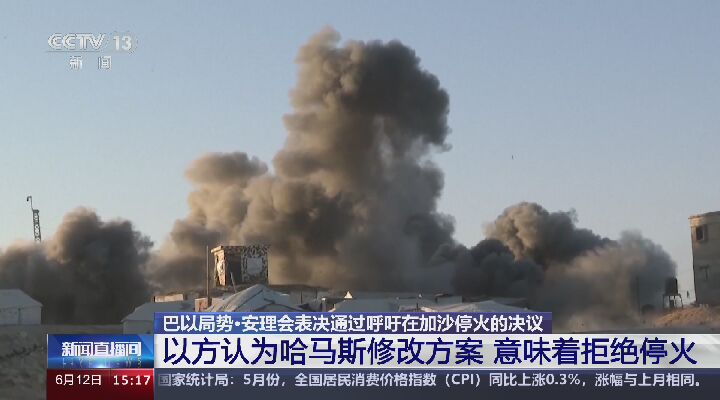 CCTV 13
新闻
巴以局势·安理会表决通过呼吁在加沙停火的决议
新闻直播间
以方认为哈马斯修改方案 意味着拒绝停火
6月12日 15:17 国家统计局：5月份，全国居民消费价格指数（CPI）同比上涨0.3%，涨幅与上月相同。